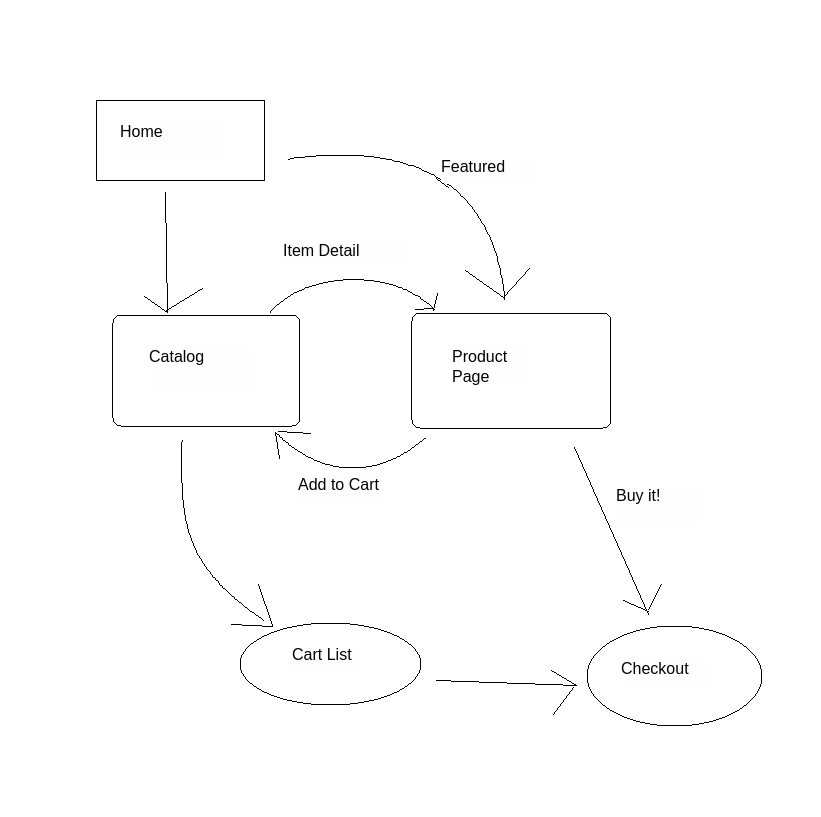 Home
Featured
Item Detail
Catalog
Product
Page
Add to Cart
Buy it!
Cart List
Checkout